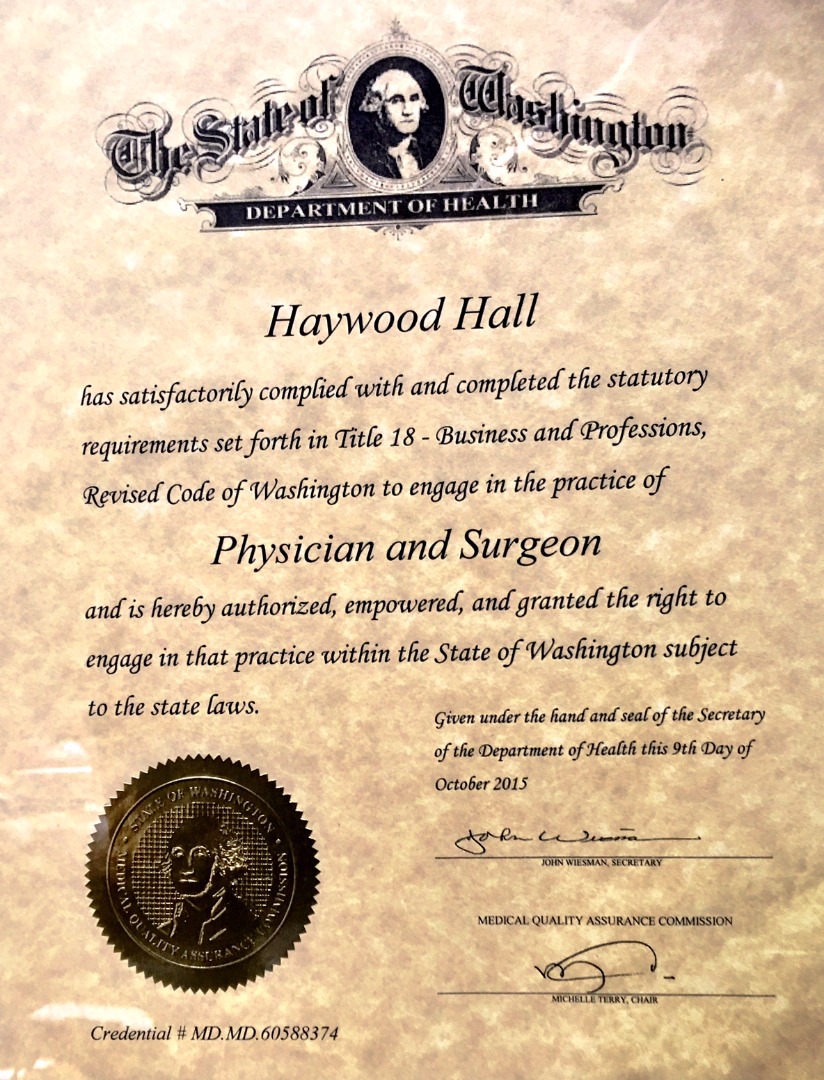 The State of Washington
DEPARTMENT OF HEALTH
Haywood Hall
has satisfactorily complied with and completed the statutory
requirements set forth in Title 18 - Business and Professions,
Revised Code of Washington to engage in the practice of
Physician and Surgeon
and is hereby authorized, empowered, and granted the right to
engage in that practice within the State of Washington subject
to the state laws.
Given under the hand and seal of the Secretary
of the Department of Health this 9th Day of
October 2015
John Wiesman
JOHN WIESMAN, SECRETARY
MEDICAL QUALITY ASSURANCE COMMISSION
MICHELLE TERRY, CHAIR
STATE OF WASHINGTON
MEDICAL QUALITY ASSURANCE COMMISSION
Credential # MD.MD.60588374